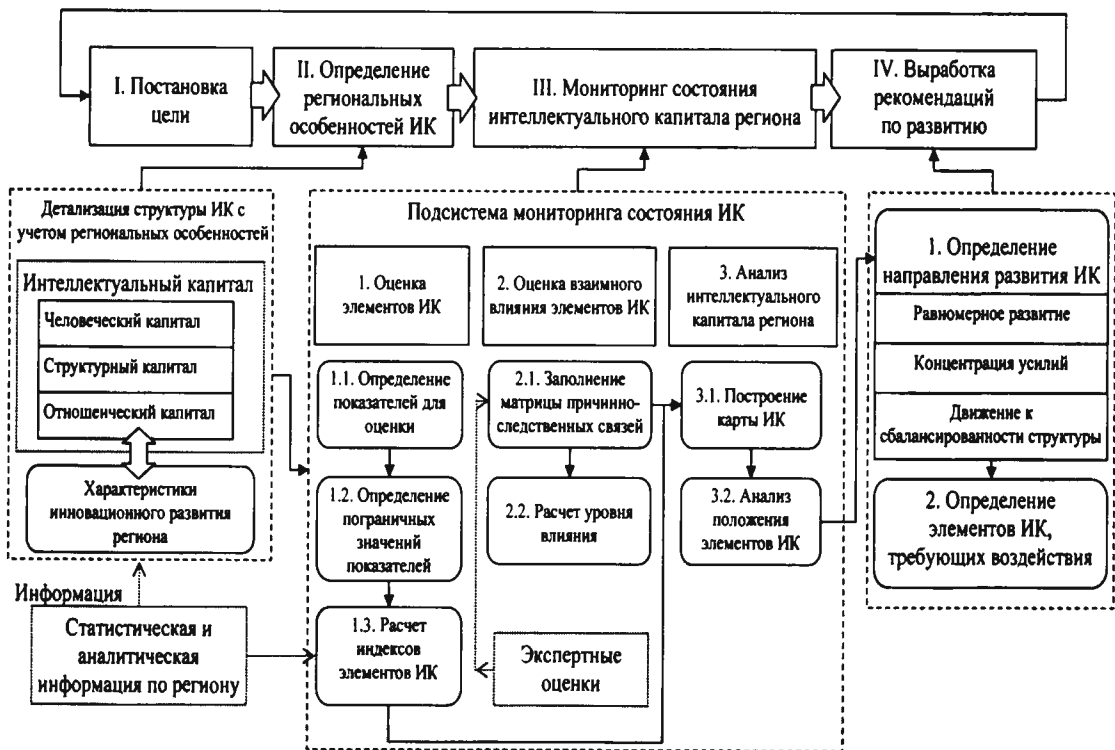 I. Постановка
цели
II. Определение
региональных
особенностей ИК
III. Мониторинг состояния
интеллектуального капитала региона
IV. Выработка
рекомендаций
по развитию
Детализация структуры ИК с
учетом региональных особенностей
Интеллектуальный капитал
Человеческий капитал
Структурный капитал
Отношенческий капитал
Характеристики
инновационного развития
региона
Информация
Статистическая и
аналитическая
информация по региону
Подсистема мониторинга состояния ИК
1. Оценка
элементов ИК
1.1. Определение
показателей для
оценки
1.2. Определение
пограничных
значений
показателей
1.3. Расчет
индексов
элементов ИК
2. Оценка взаимного
влияния элементов ИК
2.1. Заполнение
матрицы причинно-
следственных связей
2.2. Расчет уровня
влияния
Экспертные
оценки
3. Анализ
интеллектуального
капитала региона
3.1. Построение
карты ИК
3.2. Анализ
положения
элементов ИК
1. Определение
направления развития ИК
Равномерное развитие
Концентрация усилий
Движение к
сбалансированности структуры
2. Определение
элементов ИК,
требующих воздействия